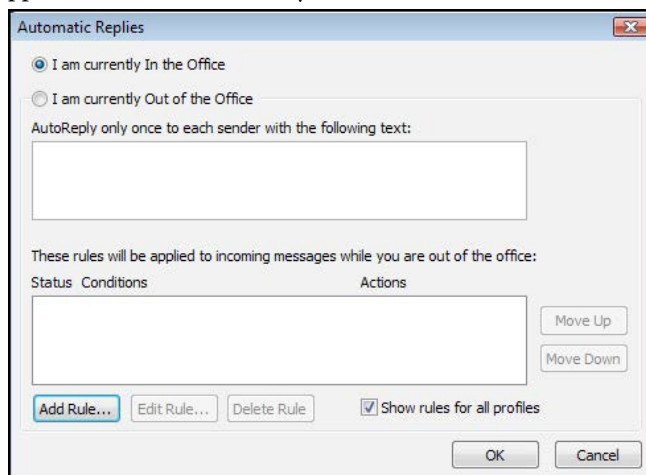 Automatic Replies
I am currently In the Office
I am currently Out of the Office
AutoReply only once to each sender with the following text:
These rules will be applied to incoming messages while you are out of the office:
Status Conditions Actions
Move Up
Move Down
Add Rule... Edit Rule... Delete Rule Show rules for all profiles
OK Cancel